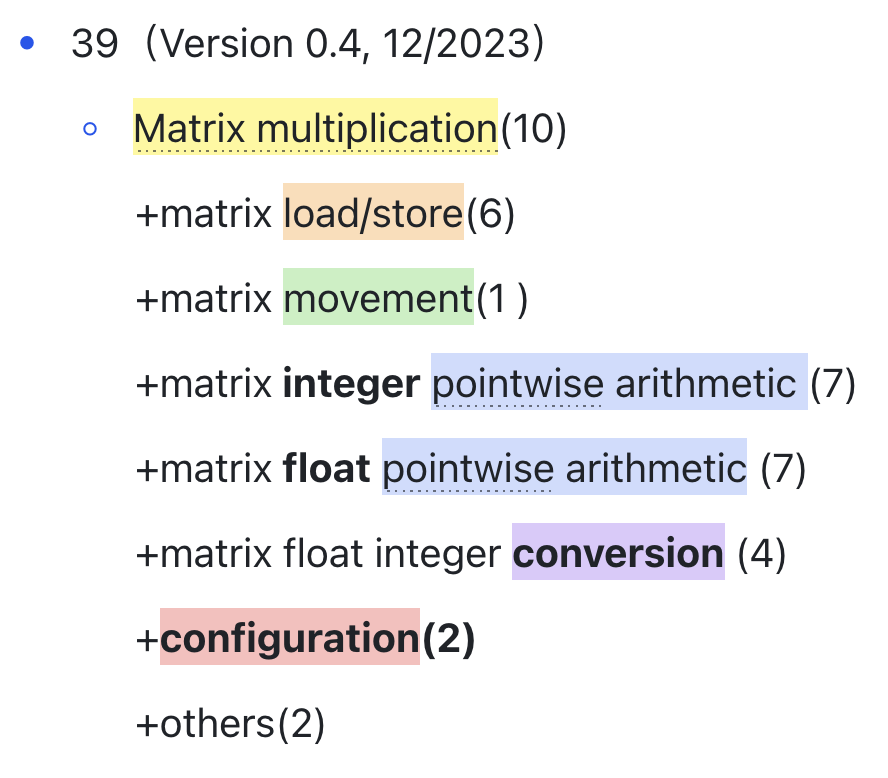 39 (Version 0.4, 12/2023)
Matrix multiplication(10)
+matrix load/store(6)
+matrix movement(1 )
+matrix integer pointwise arithmetic (7)
+matrix float pointwise arithmetic (7)
+matrix float integer conversion (4)
+configuration(2)
+others(2)